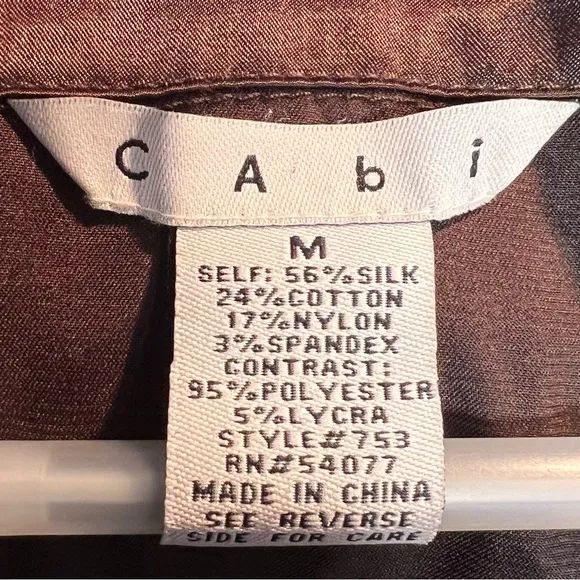 CAbi
M
SELF: 56%SILK
24%COTTON
17%NYLON
3%SPANDEX
CONTRAST:
95%POLYESTER
5%LYCRA
STYLE#753
RN#54077
MADE IN CHINA
SEE REVERSE
SIDE FOR CARE